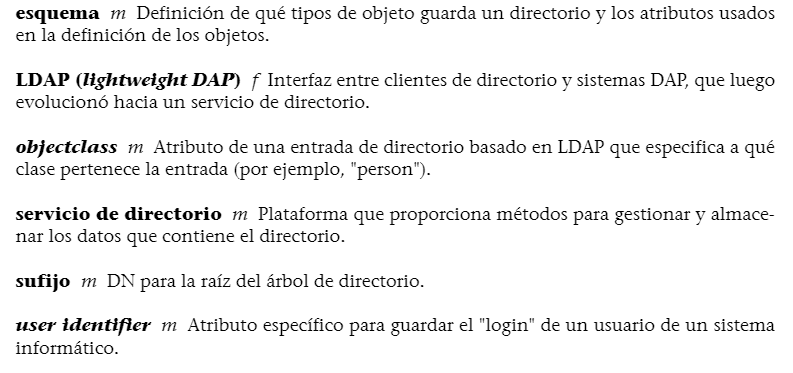 esquema m Definición de qué tipos de objeto guarda un directorio y los atributos usados
en la definición de los objetos.
LDAP (lightweight DAP) f Interfaz entre clientes de directorio y sistemas DAP, que luego
evolucionó hacia un servicio de directorio.
objectclass m Atributo de una entrada de directorio basado en LDAP que especifica a qué
clase pertenece la entrada (por ejemplo, "person").
servicio de directorio m Plataforma que proporciona métodos para gestionar y almace-
nar los datos que contiene el directorio.
sufijo m DN para la raíz del árbol de directorio.
user identifier m Atributo específico para guardar el "login" de un usuario de un sistema
informático.